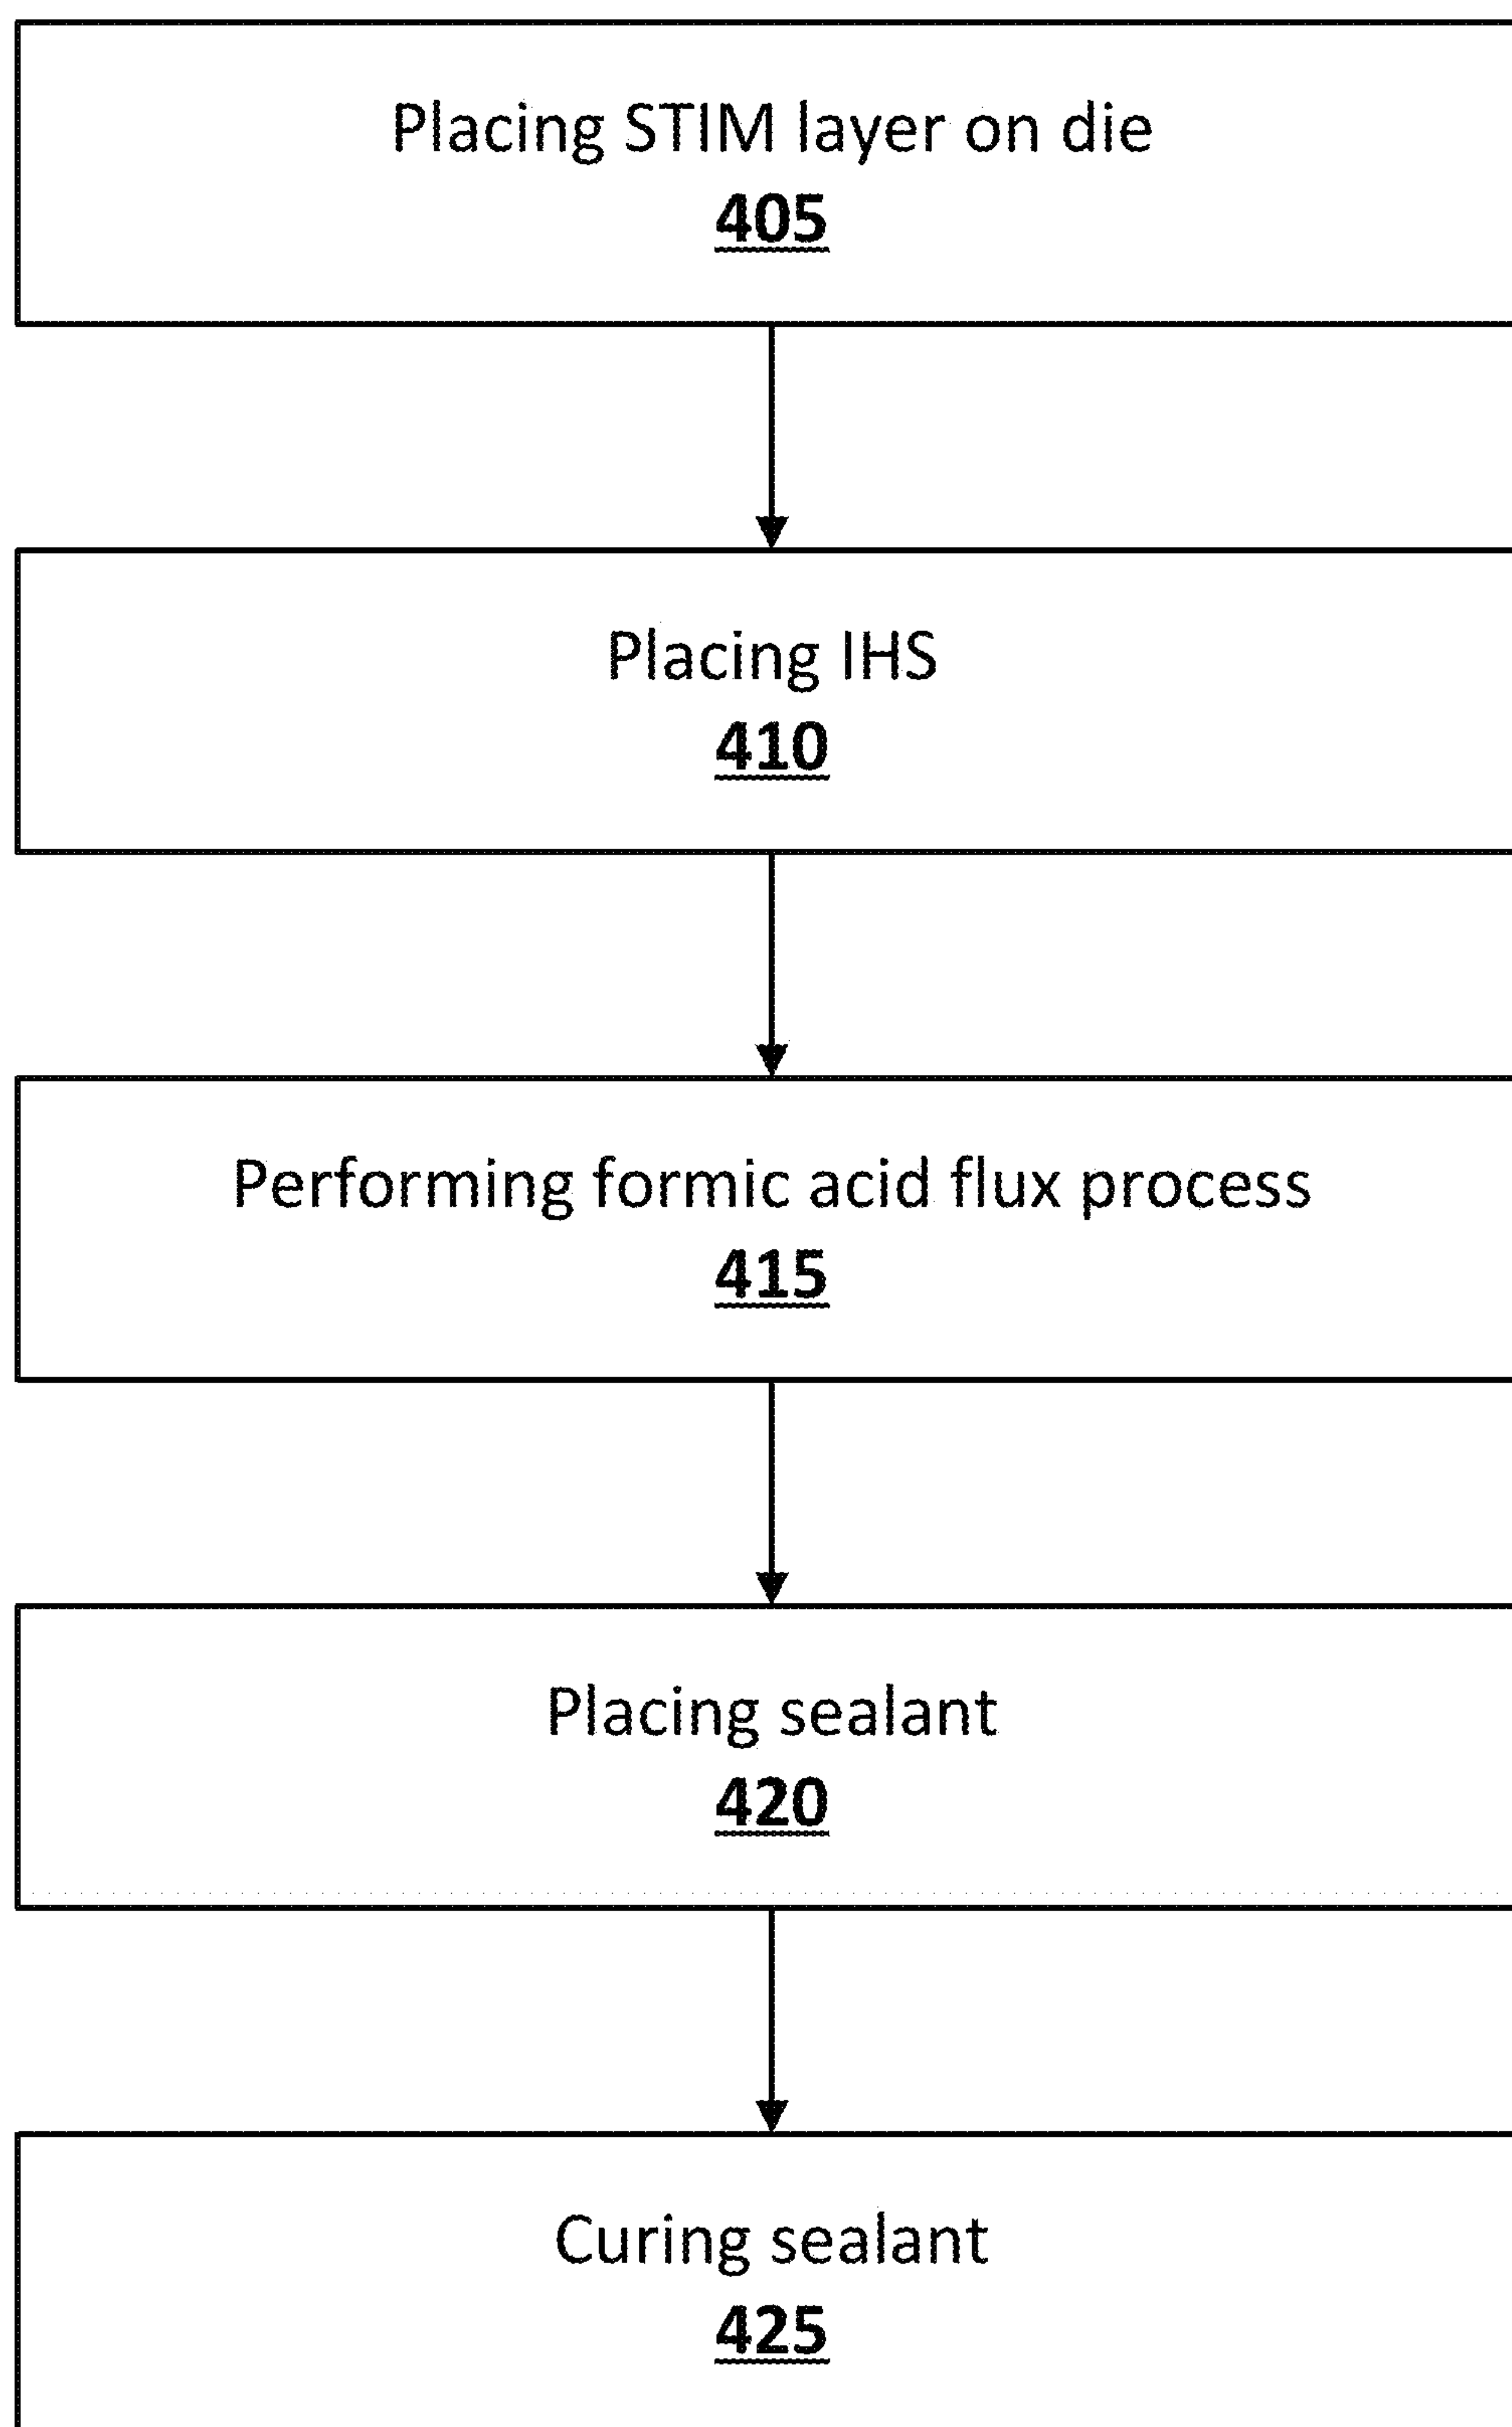 Placing STIM layer on die
405
Placing IHS
410
Performing formic acid flux process
415
Placing sealant
420
Curing sealant
425